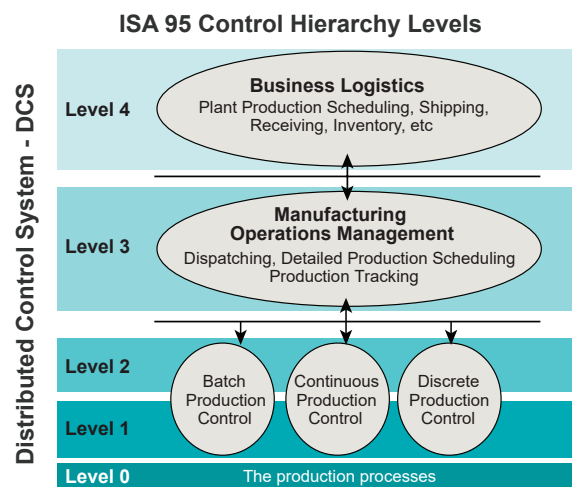 ISA 95 Control Hierarchy Levels
Distributed Control System - DCS
Level 4
Business Logistics
Plant Production Scheduling, Shipping,
Receiving, Inventory, etc
Level 3
Manufacturing
Operations Management
Dispatching, Detailed Production Scheduling
Production Tracking
Level 2
Batch
Production
Control
Continuous
Production
Control
Discrete
Production
Control
Level 1
Level 0
The production processes